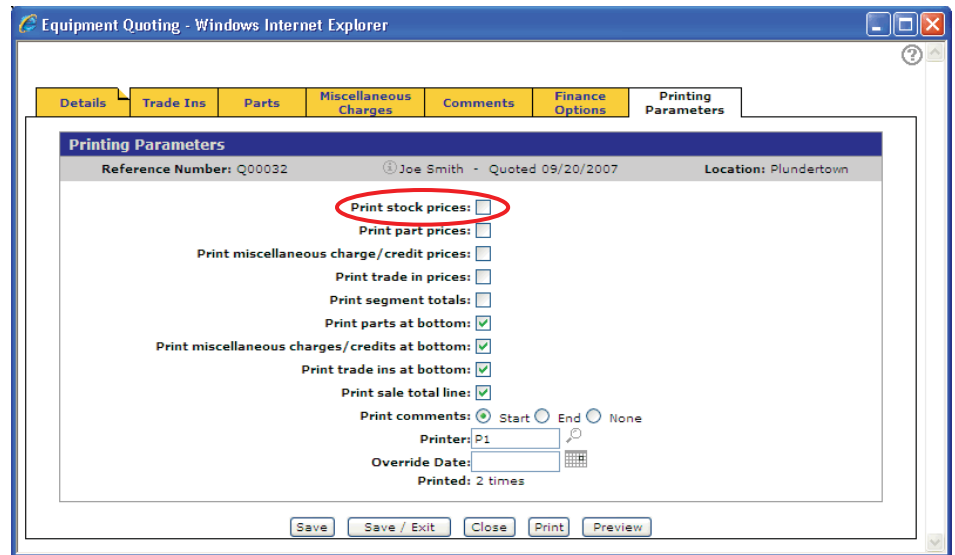 Equipment Quoting - Windows Internet Explorer
?
Details Trade Ins Parts Miscellaneous Charges Comments Finance Options Printing Parameters
Printing Parameters
Reference Number: Q00032 Joe Smith - Quoted 09/20/2007 Location: Plundertown
Print stock prices:
Print part prices:
Print miscellaneous charge/credit prices:
Print trade in prices:
Print segment totals:
Print parts at bottom:
Print miscellaneous charges/credits at bottom:
Print trade ins at bottom:
Print sale total line:
Print comments: Start End None
Printer: P1
Override Date:
Printed: 2 times
Save Save / Exit Close Print Preview